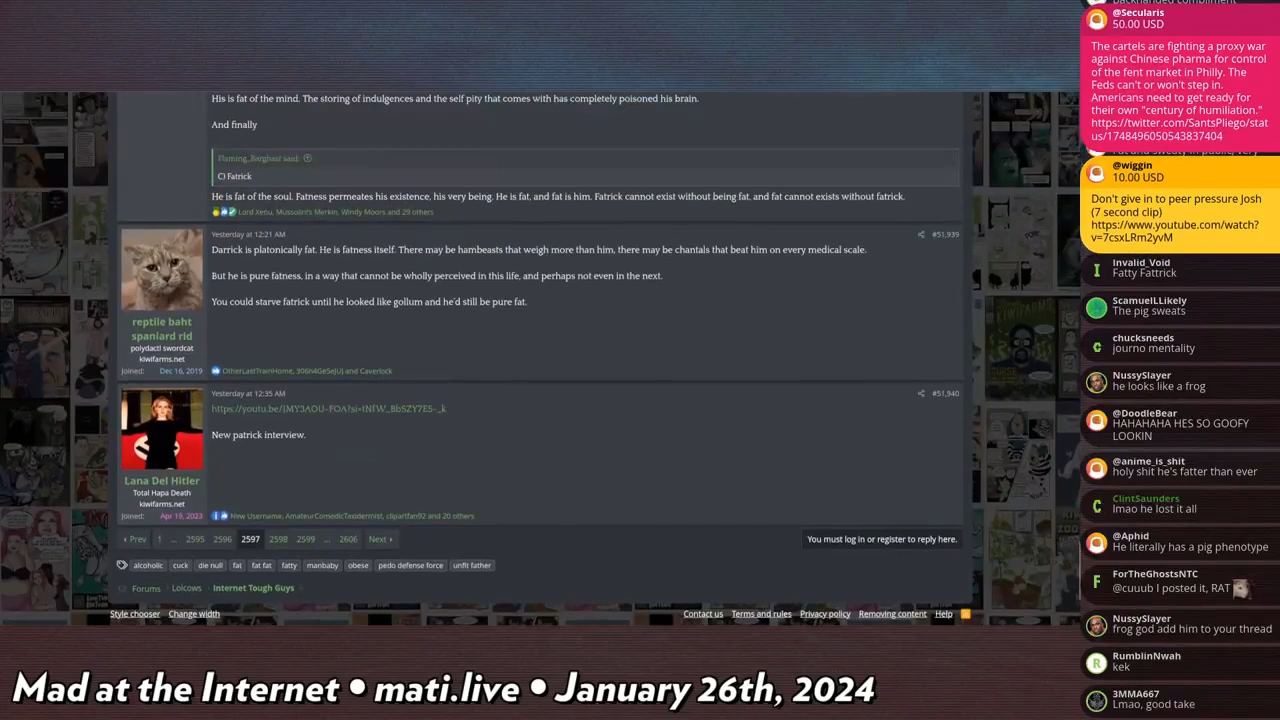 His is fat of the mind. The storing of indulgences and the self pity that comes with has completely poisoned his brain.
And finally
Flaming_Barghast said:
C) Fatrick
He is fat of the soul. Fatness permeates his existence, his very being. He is fat, and fat is him. Fatrick cannot exist without being fat. and fat cannot exists without fatrick.
Lord Xenu, Mussolini's Merkin, Windy Moors and 29 others
Yesterday at 12:21 AM
#51,939
Darrick is platonically fat. He is fatness itself. There may be hambeasts that weigh more than him, there may be chantals that beat him on every medical scale.
But he is pure fatness, in a way that cannot be wholly perceived in this life, and perhaps not even in the next.
You could starve fatrick until he looked like gollum and he'd still be pure fat.
reptile baht
spaniard rid
polydactl swordcat
kiwifarms.net
Joined: Dec 16, 2019
OtherLastTrainHome, 306h4Ge5eJUJ and Caverlock
Yesterday at 12:35 AM
#51,940
New patrick interview.
Lana Del Hitler
Total Hapa Death
kiwifarms.net
Joined: Apr 19, 2023
New Username, AmateurComedicTaxidermist, clipartfan92 and 20 others
Prev 1 ... 2595 2596 2597 2598 2599 ... 2606 Next
You must log in or register to reply here.
alcoholic cuck die null fat fat fat fatty manbaby obese pedo defense force unfit father
Forums Lolcows Internet Tough Guys
Style chooser Change width
Contact us Terms and rules Privacy policy Removing content Help
Mad at the Internet • mati.live • January 26th, 2024
@Secularis
50.00 USD
The cartels are fighting a proxy war
against Chinese pharma for control
of the fent market in Philly. The
Feds can't or won't step in.
Americans need to get ready for
their own "century of humiliation."
https://twitter.com/SantsPliego/stat
us/1748496050543837404
@wiggin
10.00 USD
Don't give in to peer pressure Josh
(7 second clip)
https://www.youtube.com/watch?
v=7csxLRm2yvM
Invalid_Void
Fatty Fattrick
ScamuelLLikely
The pig sweats
chucksneeds
journo mentality
NussySlayer
he looks like a frog
@DoodleBear
HAHAHAHA HES SO GOOFY
LOOKIN
@anime_is_shit
holy shit he's fatter than ever
ClintSaunders
lmao he lost it all
@Aphid
He literally has a pig phenotype
ForTheGhostsNTC
@cuuub I posted it, RAT
NussySlayer
frog god add him to your thread
RumblinNwah
kek
3MMA667
Lmao, good take